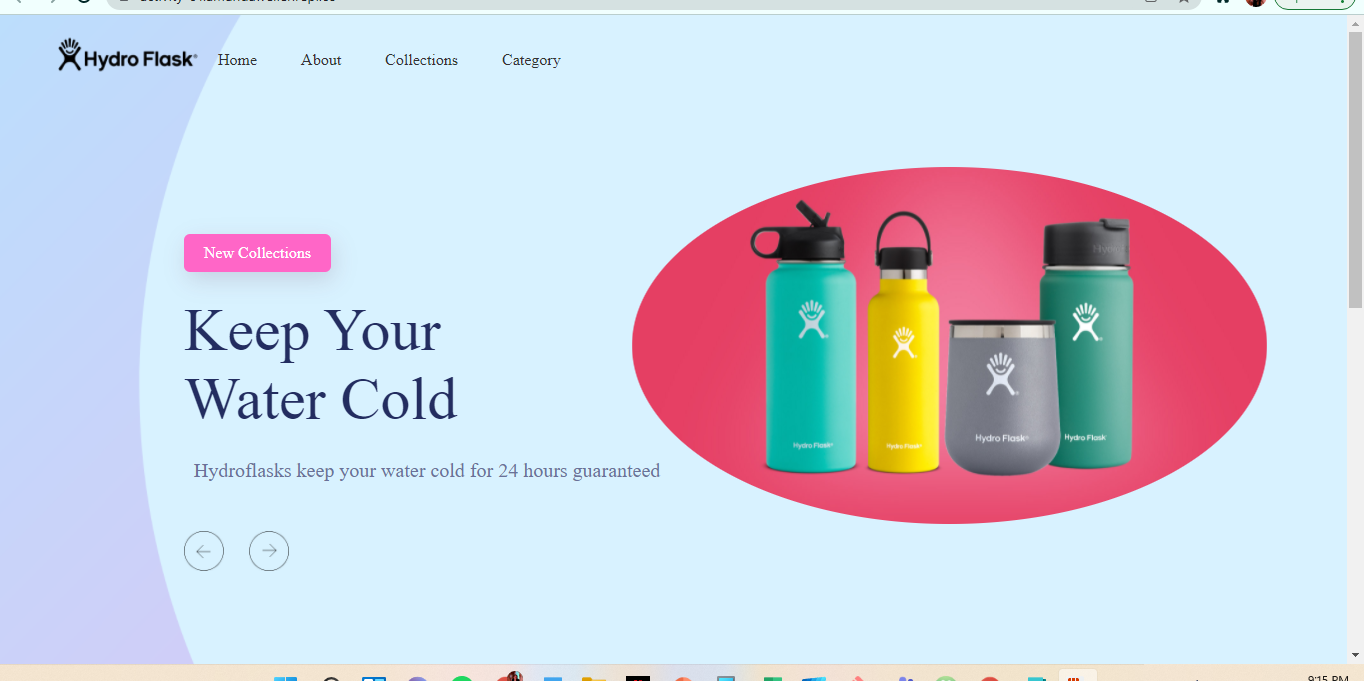 Hydro Flask
Home About Collections Category
New Collections
Keep Your
Water Cold
Hydroflasks keep your water cold for 24 hours guaranteed
Hydro Flask
Hydro Flask
Hydro Flask
Hydro Flask
9:15 PM